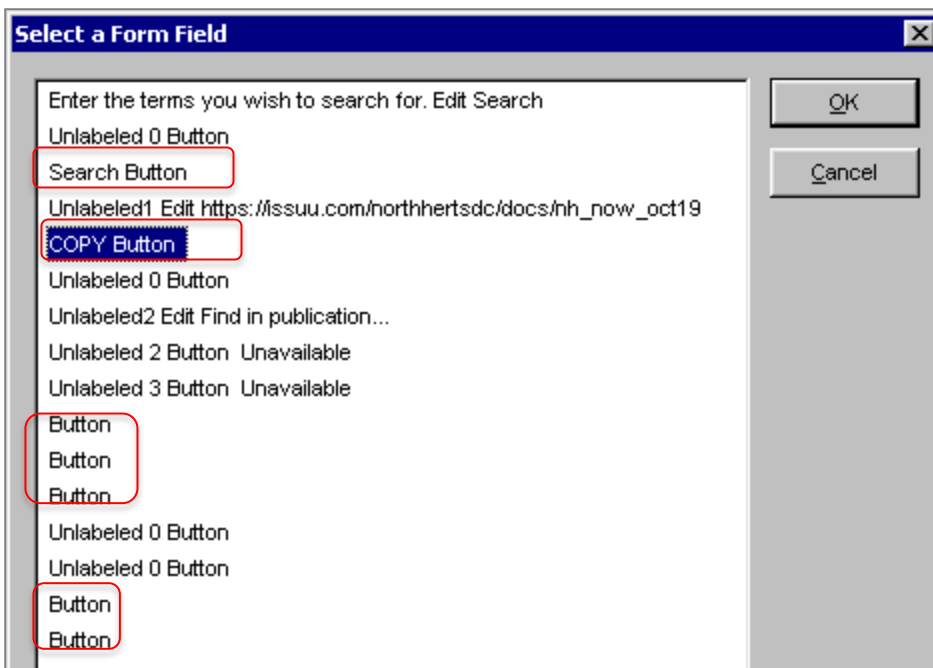 Select a Form Field
Enter the terms you wish to search for. Edit Search
Unlabeled 0 Button
Search Button
Unlabeled1 Edit https://issuu.com/northhertsdc/docs/nh_now_oct19
COPY Button
Unlabeled 0 Button
Unlabeled2 Edit Find in publication...
Unlabeled 2 Button  Unavailable
Unlabeled 3 Button  Unavailable
Button
Button
Button
Unlabeled 0 Button
Unlabeled 0 Button
Button
Button
OK
Cancel